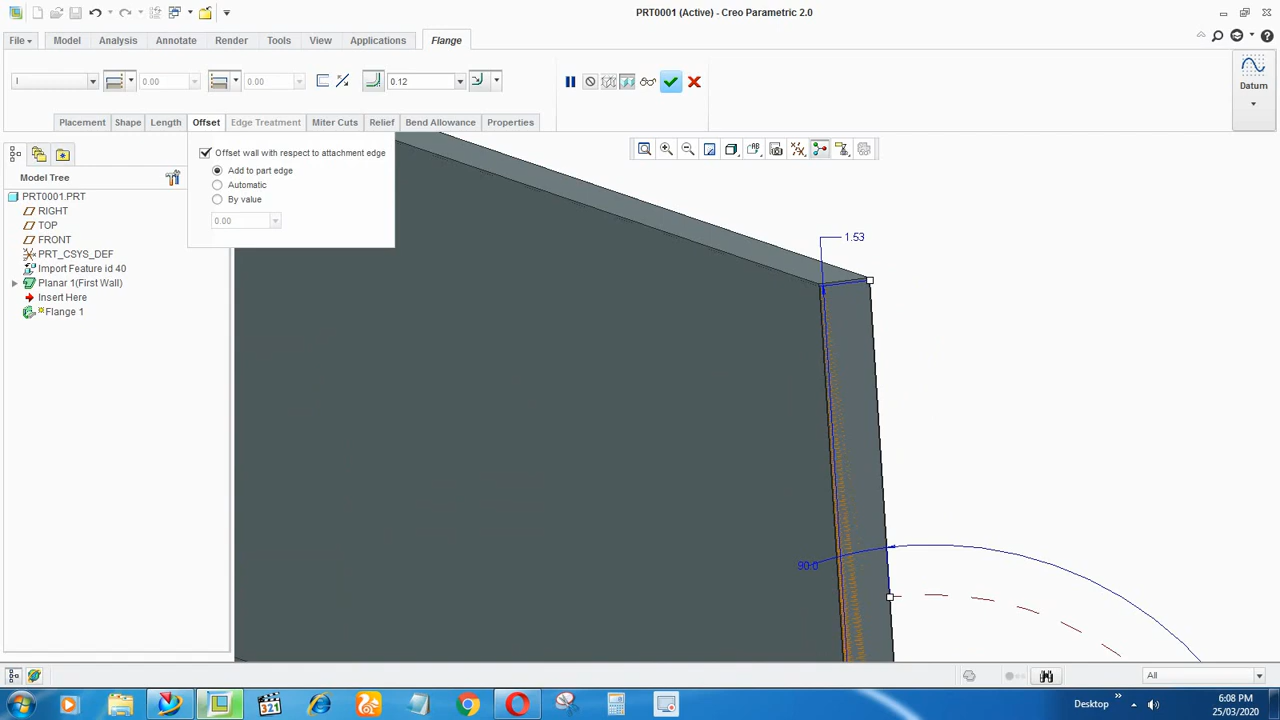 PRT0001 (Active) - Creo Parametric 2.0
File Model Analysis Annotate Render Tools View Applications Flange
I 0.00 0.00 0.12
Datum
Placement Shape Length Offset Edge Treatment Miter Cuts Relief Bend Allowance Properties
Offset wall with respect to attachment edge
Add to part edge
Automatic
By value
0.00
Model Tree
PRT0001.PRT
RIGHT
TOP
FRONT
PRT_CSYS_DEF
Import Feature id 40
Planar 1(First Wall)
Insert Here
Flange 1
1.53
90.0
All
321
Desktop
6:08 PM
25/03/2020